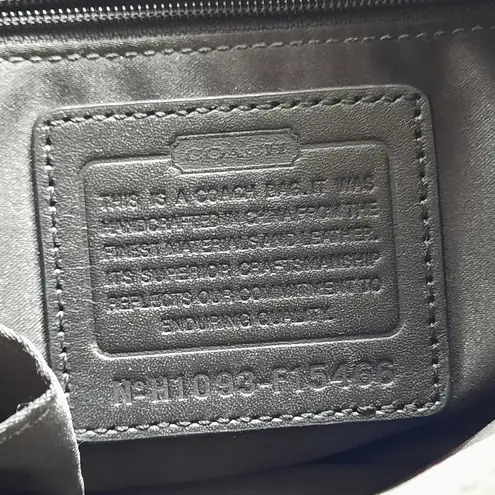 COACH
THIS IS A COACH BAG. IT WAS
HANDCRAFTED IN CHINA FROM THE
FINEST MATERIALS AND LEATHER.
ITS SUPERIOR CRAFTSMANSHIP
REFLECTS OUR COMMITMENT TO
ENDURING QUALITY.
No H1093-F15466